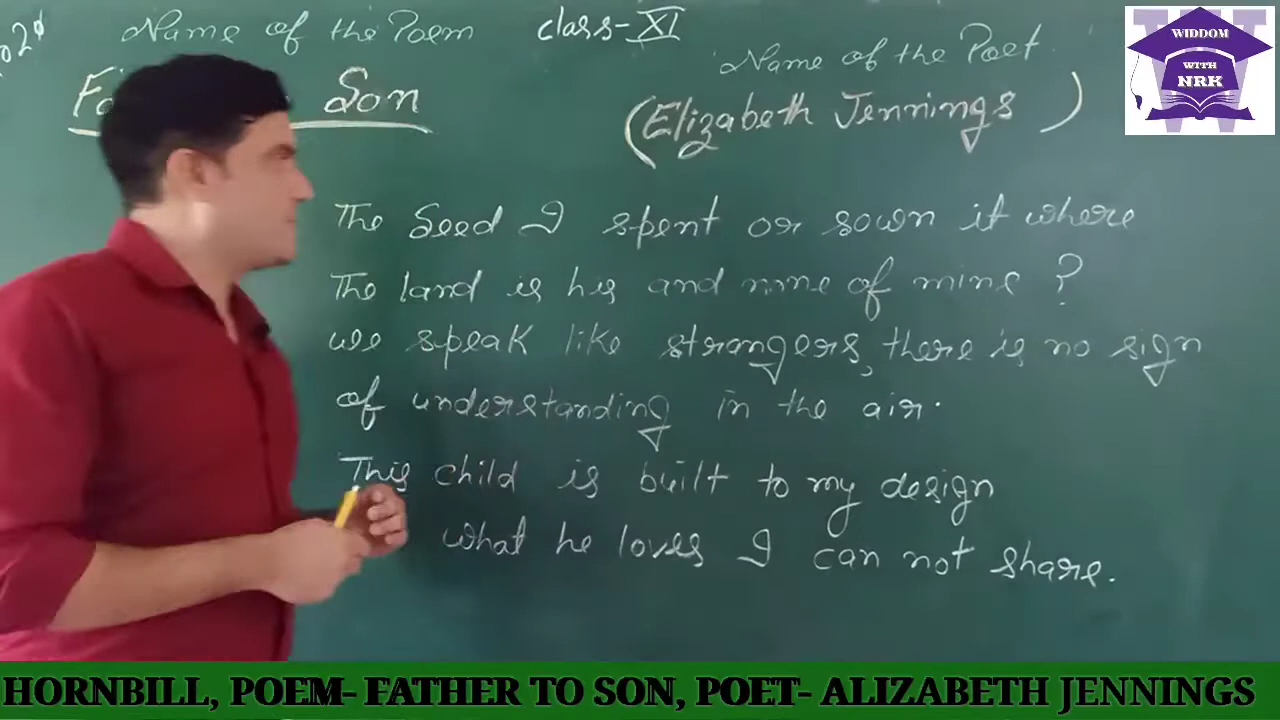 Name of the Poem class-XI
Name of the Poet
Son
(Elizabeth Jennings)
The Seed I spent or sown it where
The land is his and none of mine?
we speak like strangers, there is no sign
of understanding in the air.
This child is built to my design
what he loves I can not share.
WIDDOM
WITH
NRK
HORNBILL, POEM- FATHER TO SON, POET- ALIZABETH JENNINGS